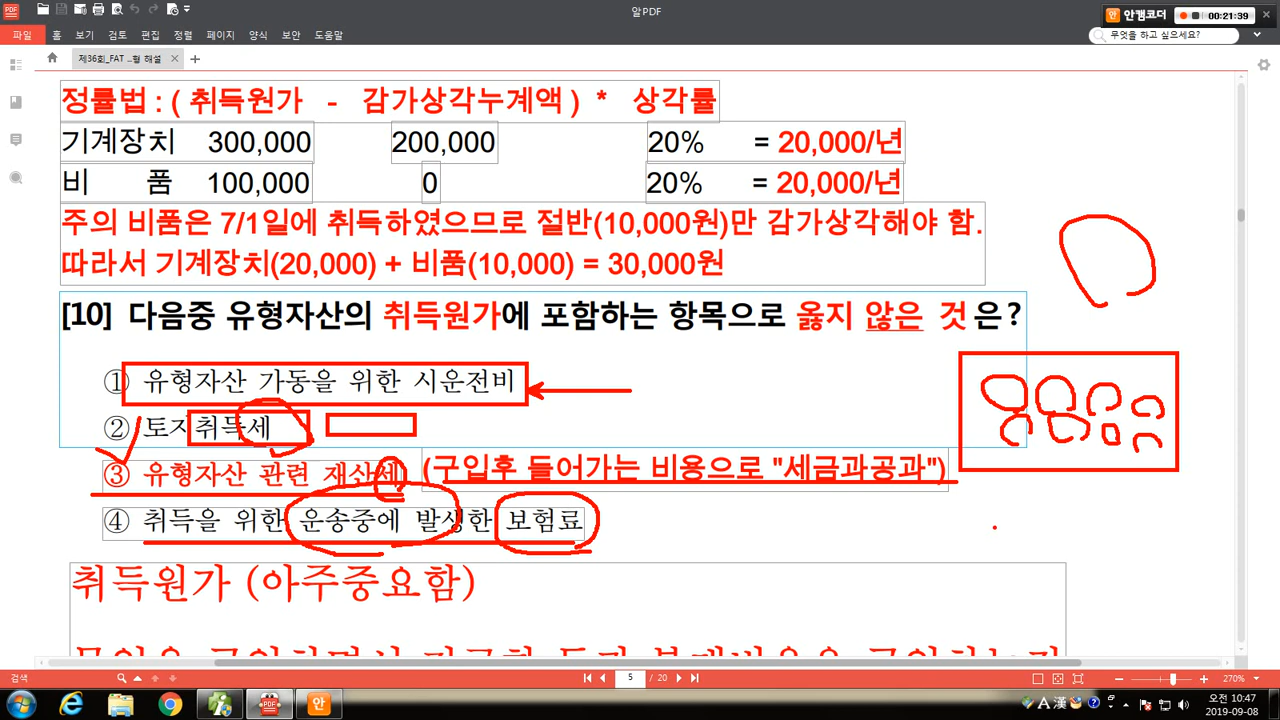 알PDF
안캠코더 00:21:39
파일 홈 보기 검토 편집 정렬 페이지 양식 보안 도움말
무엇을 하고 싶으세요?
제36회_FAT ...형 해설
정률법 : ( 취득원가 - 감가상각누계액 ) * 상각률
기계장치 300,000 200,000 20% = 20,000/년
비 품 100,000 0 20% = 20,000/년
주의 비품은 7/1일에 취득하였으므로 절반(10,000원)만 감가상각해야 함.
따라서 기계장치(20,000) + 비품(10,000) = 30,000원
[10] 다음중 유형자산의 취득원가에 포함하는 항목으로 옳지 않은 것 은?
① 유형자산 가동을 위한 시운전비
② 토지취득세
③ 유형자산 관련 재산세 (구입후 들어가는 비용으로 "세금과공과")
④ 취득을 위한 운송중에 발생한 보험료
취득원가 (아주중요함)
검색 5 / 20 270%
A 漢
오전 10:47
2019-09-08